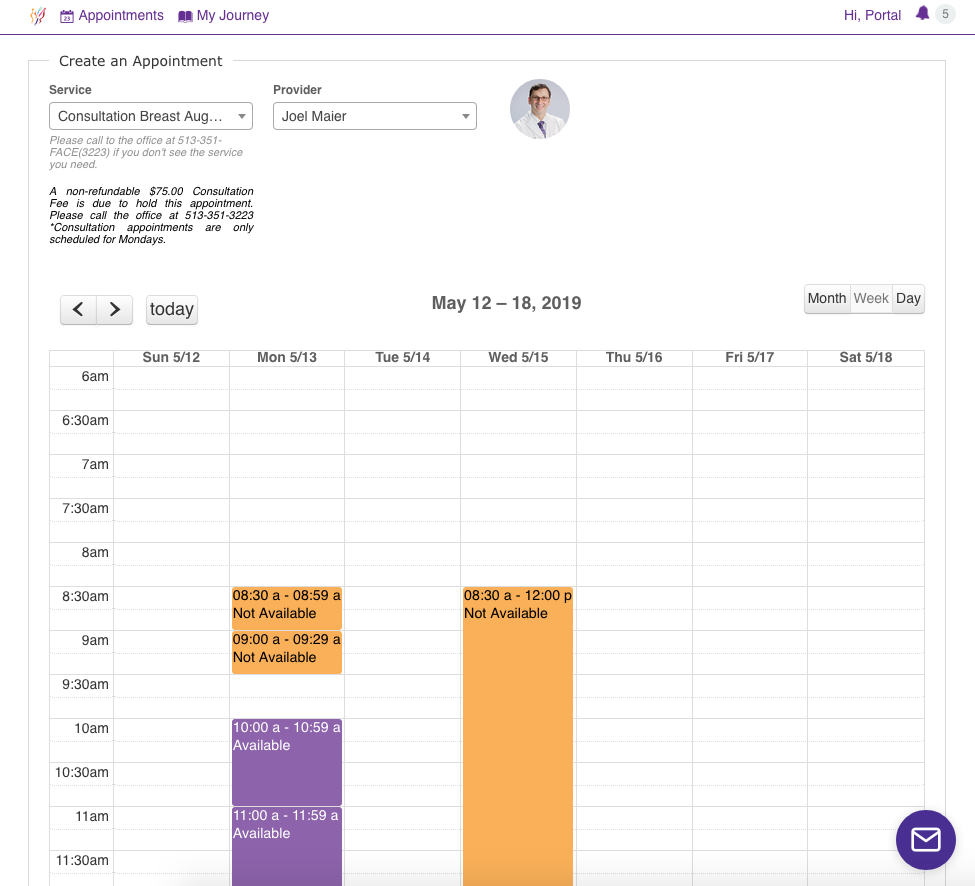 23 Appointments My Journey Hi, Portal 5
Create an Appointment
Service
Consultation Breast Aug...
Please call to the office at 513-351-
FACE(3223) if you don't see the service
you need.
A non-refundable $75.00 Consultation
Fee is due to hold this appointment.
Please call the office at 513-351-3223
*Consultation appointments are only
scheduled for Mondays.
Provider
Joel Maier
today
May 12 – 18, 2019
Month Week Day
Sun 5/12 Mon 5/13 Tue 5/14 Wed 5/15 Thu 5/16 Fri 5/17 Sat 5/18
6am
6:30am
7am
7:30am
8am
8:30am
08:30 a - 08:59 a
Not Available
08:30 a - 12:00 p
Not Available
9am
09:00 a - 09:29 a
Not Available
9:30am
10am
10:00 a - 10:59 a
Available
10:30am
11am
11:00 a - 11:59 a
Available
11:30am